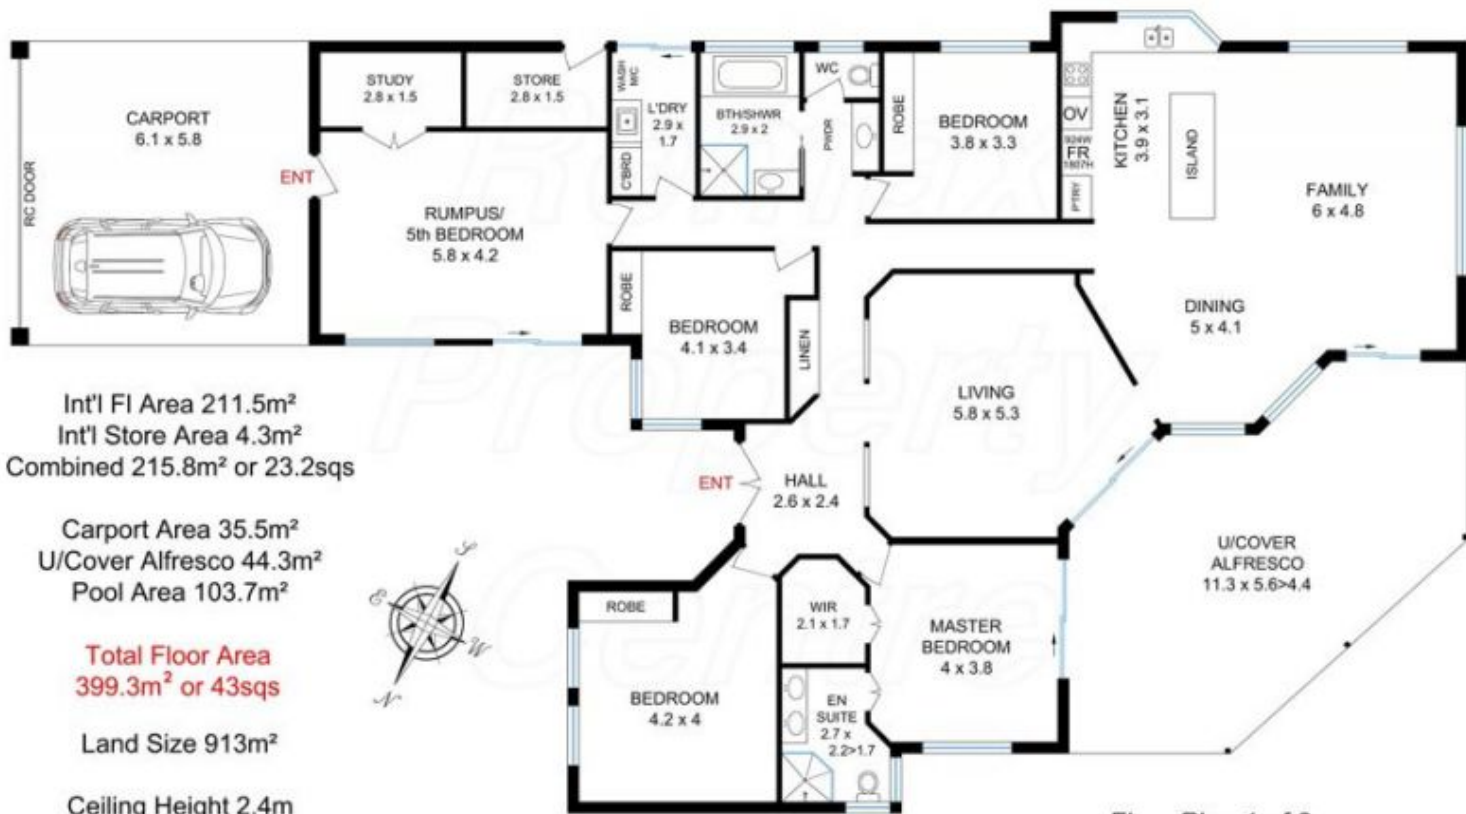 CARPORT
6.1 x 5.8
RC DOOR
ENT
STUDY
2.8 x 1.5
STORE
2.8 x 1.5
RUMPUS/
5th BEDROOM
5.8 x 4.2
WASH
M/C
L'DRY
2.9 x
1.7
C'BRD
BTH/SHWR
2.9 x 2
WC
PWDR
ROBE
BEDROOM
3.8 x 3.3
OV
924W
FR
1807H
PTRY
KITCHEN
3.9 x 3.1
ISLAND
FAMILY
6 x 4.8
DINING
5 x 4.1
ROBE
BEDROOM
4.1 x 3.4
LINEN
LIVING
5.8 x 5.3
ENT
HALL
2.6 x 2.4
U/COVER
ALFRESCO
11.3 x 5.6>4.4
ROBE
BEDROOM
4.2 x 4
WIR
2.1 x 1.7
MASTER
BEDROOM
4 x 3.8
EN
SUITE
2.7 x
2.2>1.7
Int'l Fl Area 211.5m²
Int'l Store Area 4.3m²
Combined 215.8m² or 23.2sqs
Carport Area 35.5m²
U/Cover Alfresco 44.3m²
Pool Area 103.7m²
Total Floor Area
399.3m² or 43sqs
Land Size 913m²
Ceiling Height 2.4m
S
E
W
N
Property
Centre